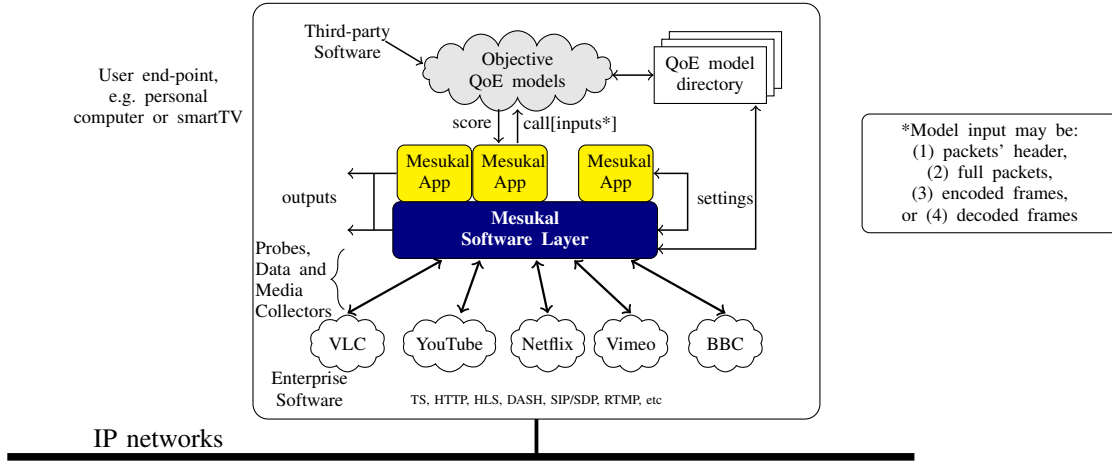 Third-party
Software
Objective
QoE models
QoE model
directory
User end-point,
e.g. personal
computer or smartTV
score
call[inputs*]
*Model input may be:
(1) packets' header,
(2) full packets,
(3) encoded frames,
or (4) decoded frames
Mesukal
App
Mesukal
App
Mesukal
App
outputs
settings
Mesukal
Software Layer
Probes,
Data and
Media
Collectors
VLC
YouTube
Netflix
Vimeo
BBC
Enterprise
Software
TS, HTTP, HLS, DASH, SIP/SDP, RTMP, etc
IP networks